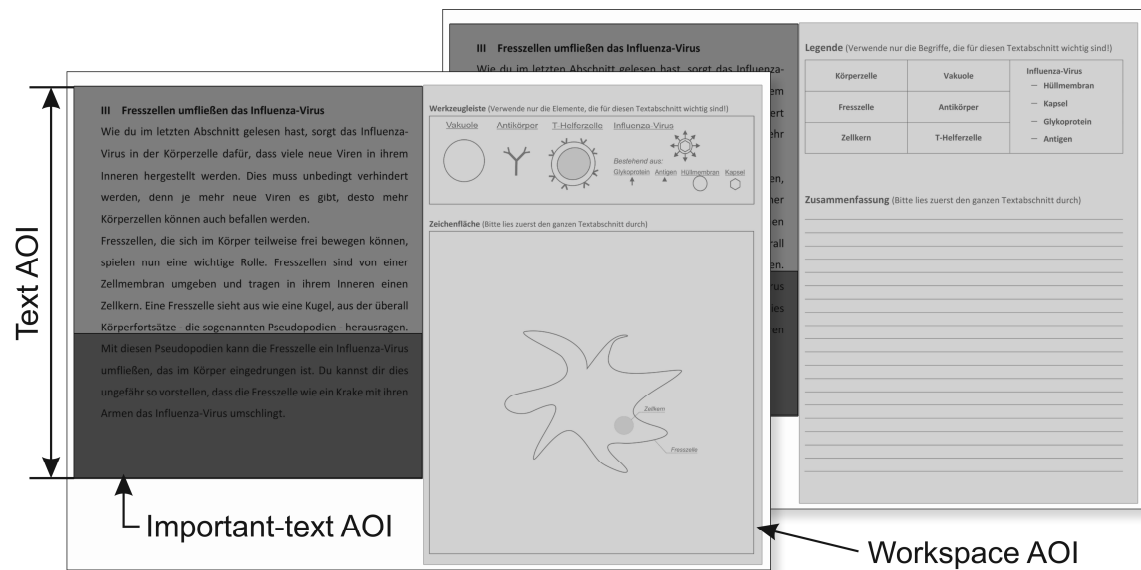 III Fresszellen umfließen das Influenza-Virus
Wie du im letzten Abschnitt gelesen hast, sorgt das Influenza-
Legende (Verwende nur die Begriffe, die für diesen Textabschnitt wichtig sind!)
Körperzelle Vakuole Influenza-Virus
– Hüllmembran
Fresszelle Antikörper – Kapsel
– Glykoprotein
Zellkern T-Helferzelle – Antigen
Zusammenfassung (Bitte lies zuerst den ganzen Textabschnitt durch)
Text AOI
III Fresszellen umfließen das Influenza-Virus
Wie du im letzten Abschnitt gelesen hast, sorgt das Influenza-
Virus in der Körperzelle dafür, dass viele neue Viren in ihrem
Inneren hergestellt werden. Dies muss unbedingt verhindert
werden, denn je mehr neue Viren es gibt, desto mehr
Körperzellen können auch befallen werden.
Fresszellen, die sich im Körper teilweise frei bewegen können,
spielen nun eine wichtige Rolle. Fresszellen sind von einer
Zellmembran umgeben und tragen in ihrem Inneren einen
Zellkern. Eine Fresszelle sieht aus wie eine Kugel, aus der überall
Körperfortsätze die sogenannten Pseudopodien herausragen.
Mit diesen Pseudopodien kann die Fresszelle ein Influenza-Virus
umfließen, das im Körper eingedrungen ist. Du kannst dir dies
ungefähr so vorstellen, dass die Fresszelle wie ein Krake mit ihren
Armen das Influenza-Virus umschlingt.
Werkzeugleiste (Verwende nur die Elemente, die für diesen Textabschnitt wichtig sind!)
Vakuole Antikörper T-Helferzelle Influenza-Virus
Bestehend aus:
Glykoprotein Antigen Hüllmembran Kapsel
Zeichenfläche (Bitte lies zuerst den ganzen Textabschnitt durch)
Zellkern
Fresszelle
Important-text AOI
Workspace AOI